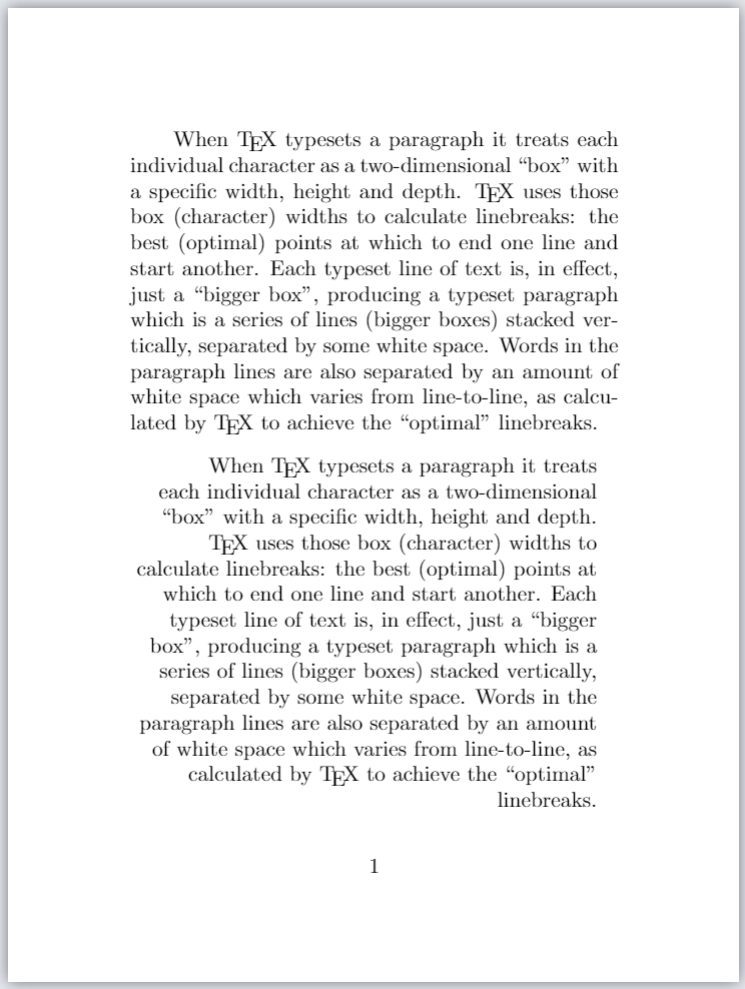 When TEX typesets a paragraph it treats each
individual character as a two-dimensional “box” with
a specific width, height and depth. TEX uses those
box (character) widths to calculate linebreaks: the
best (optimal) points at which to end one line and
start another. Each typeset line of text is, in effect,
just a “bigger box”, producing a typeset paragraph
which is a series of lines (bigger boxes) stacked ver-
tically, separated by some white space. Words in the
paragraph lines are also separated by an amount of
white space which varies from line-to-line, as calcu-
lated by TEX to achieve the “optimal” linebreaks.
When TEX typesets a paragraph it treats
each individual character as a two-dimensional
“box” with a specific width, height and depth.
TEX uses those box (character) widths to
calculate linebreaks: the best (optimal) points at
which to end one line and start another. Each
typeset line of text is, in effect, just a “bigger
box”, producing a typeset paragraph which is a
series of lines (bigger boxes) stacked vertically,
separated by some white space. Words in the
paragraph lines are also separated by an amount
of white space which varies from line-to-line, as
calculated by TEX to achieve the “optimal”
linebreaks.
1